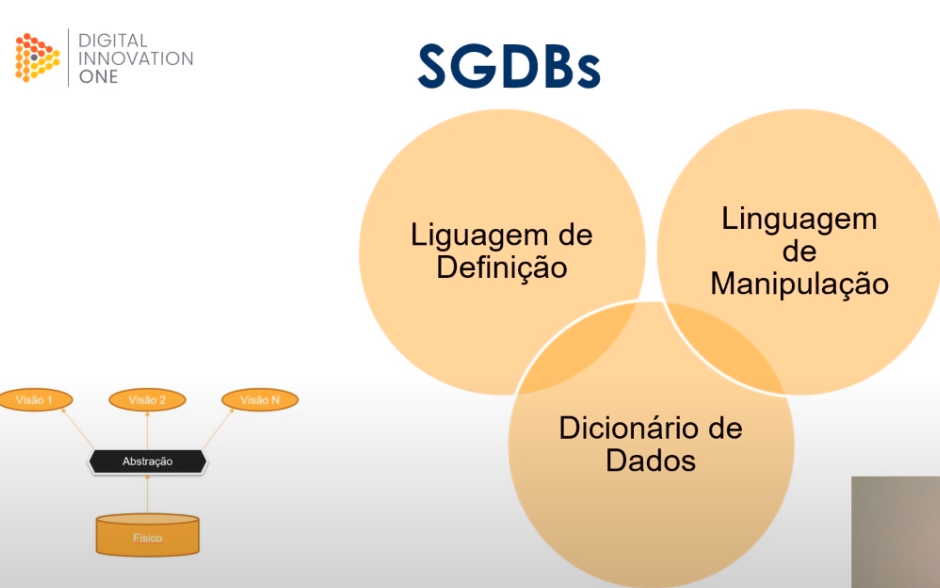 DIGITAL
INNOVATION
ONE
SGDBs
Liguagem de
Definição
Linguagem
de
Manipulação
Dicionário de
Dados
Visão 1
Visão 2
Visão N
Abstração
Físico